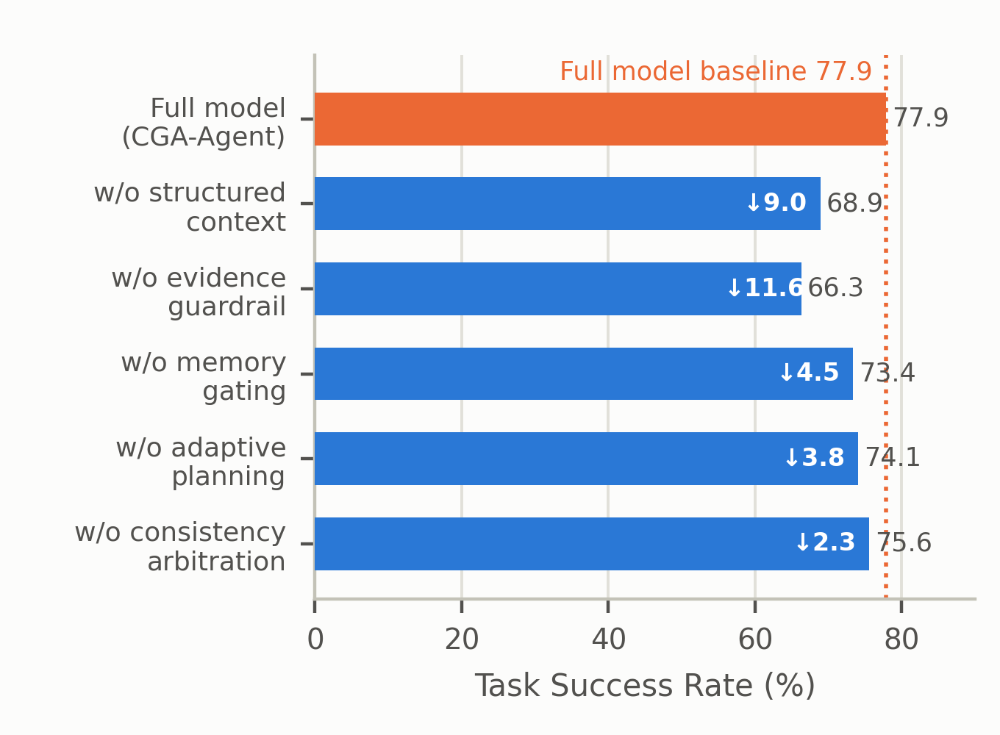 Full model baseline 77.9
Full model
(CGA-Agent)
77.9
w/o structured
context
↓9.0
68.9
w/o evidence
guardrail
↓11.6
66.3
w/o memory
gating
↓4.5
73.4
w/o adaptive
planning
↓3.8
74.1
w/o consistency
arbitration
↓2.3
75.6
0 20 40 60 80
Task Success Rate (%)